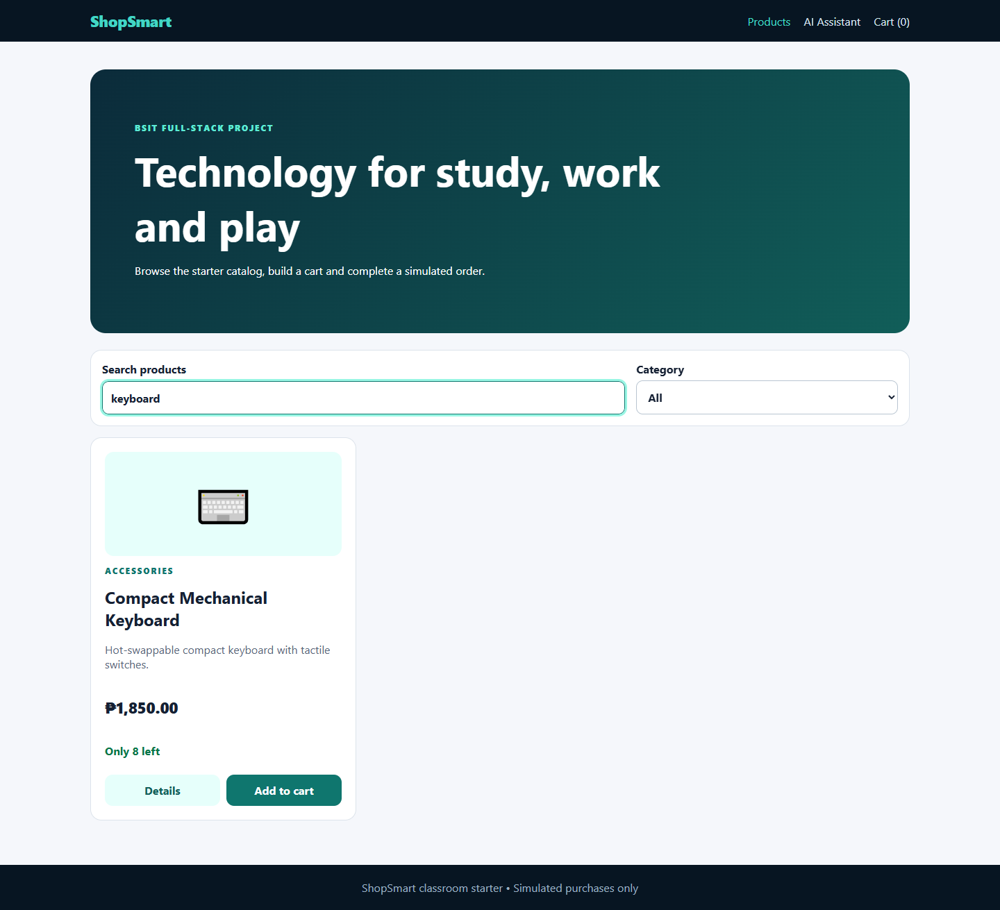 ShopSmart
Products AI Assistant Cart (0)
BSIT FULL-STACK PROJECT
Technology for study, work
and play
Browse the starter catalog, build a cart and complete a simulated order.
Search products
keyboard
Category
All
ACCESSORIES
Compact Mechanical
Keyboard
Hot-swappable compact keyboard with tactile
switches.
₱1,850.00
Only 8 left
Details
Add to cart
ShopSmart classroom starter • Simulated purchases only